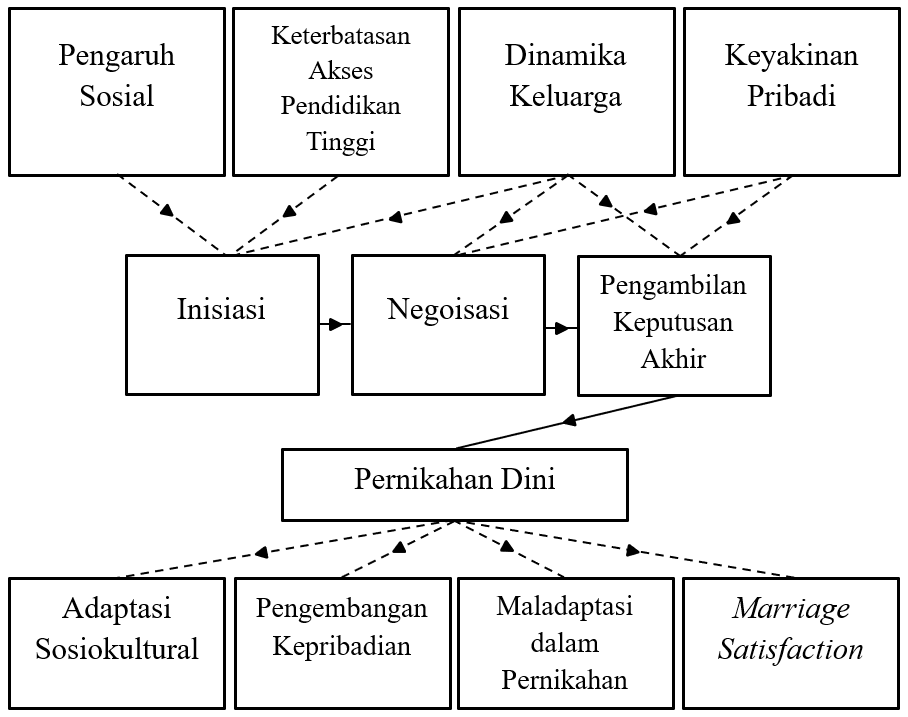 Pengaruh
Sosial
Keterbatasan
Akses
Pendidikan
Tinggi
Dinamika
Keluarga
Keyakinan
Pribadi
Inisiasi
Negoisasi
Pengambilan
Keputusan
Akhir
Pernikahan Dini
Adaptasi
Sosiokultural
Pengembangan
Kepribadian
Maladaptasi
dalam
Pernikahan
Marriage
Satisfaction